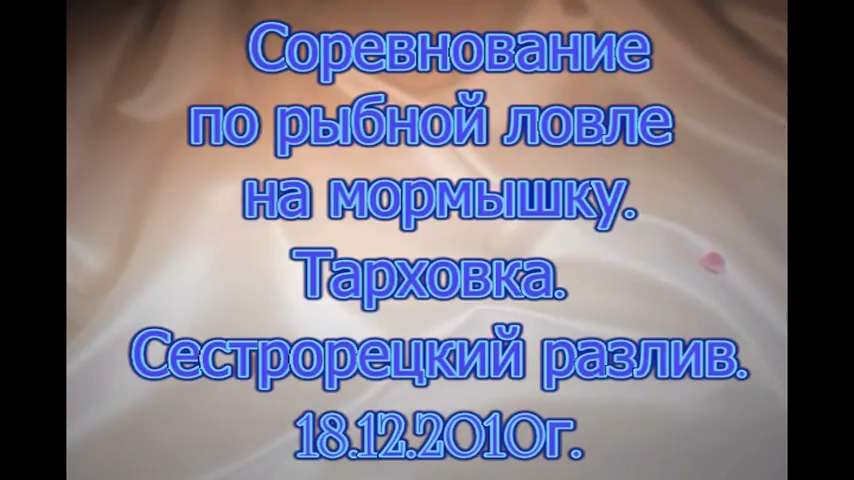 Соревнование
по рыбной ловле
на мормышку.
Тарховка.
Сестрорецкий разлив.
18.12.2010г.